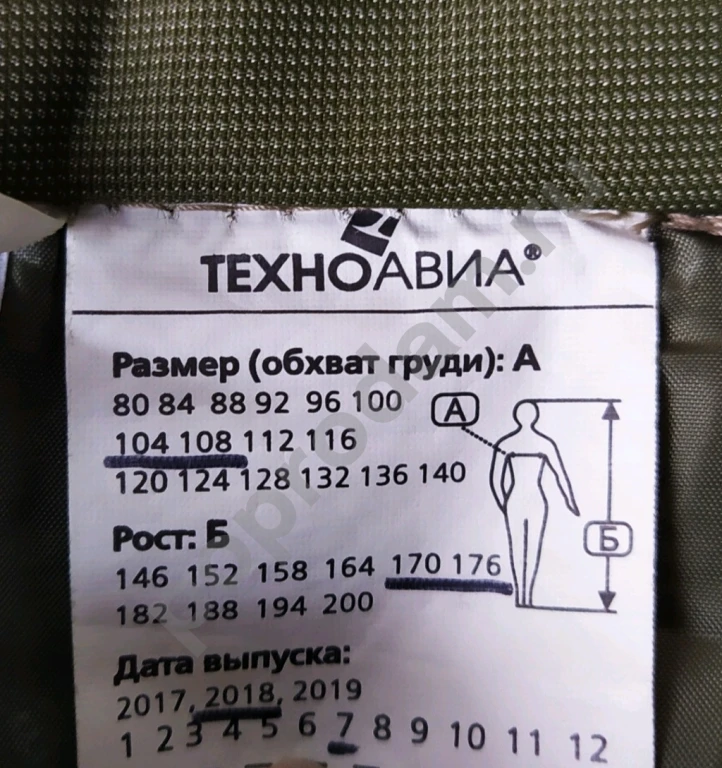 ТЕХНОАВИА®
Размер (обхват груди): А
80 84 88 92 96 100
104 108 112 116
120 124 128 132 136 140
А
Рост: Б
146 152 158 164 170 176
182 188 194 200
Б
Дата выпуска:
2017, 2018, 2019
1 2 3 4 5 6 7 8 9 10 11 12